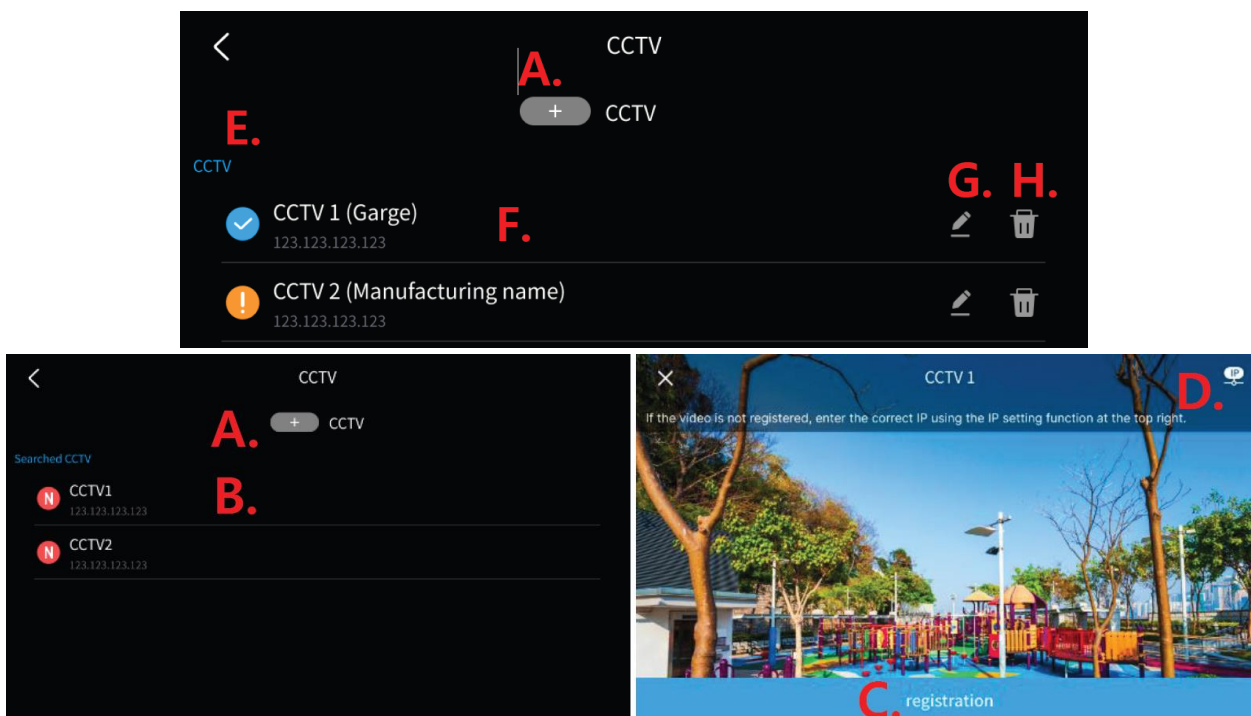 CCTV
A.
+ CCTV
E.
CCTV
G. H.
CCTV 1 (Garge)
F.
123.123.123.123
CCTV 2 (Manufacturing name)
123.123.123.123
CCTV
A.
+ CCTV
Searched CCTV
B.
N CCTV1
123.123.123.123
N CCTV2
123.123.123.123
CCTV 1
IP
D.
If the video is not registered, enter the correct IP using the IP setting function at the top right.
C.
registration